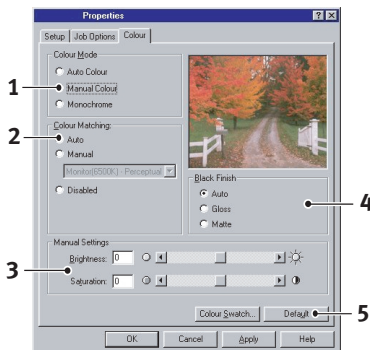 Properties
Setup Job Options Colour
Colour Mode
Auto Colour
1
Manual Colour
Monochrome
2
Colour Matching:
Auto
Manual
Monitor(6500K) - Perceptual
Disabled
Black Finish
Auto
4
Gloss
Matte
Manual Settings
3
Brightness: 0
Saturation: 0
Colour Swatch... Default
5
OK Cancel Apply Help